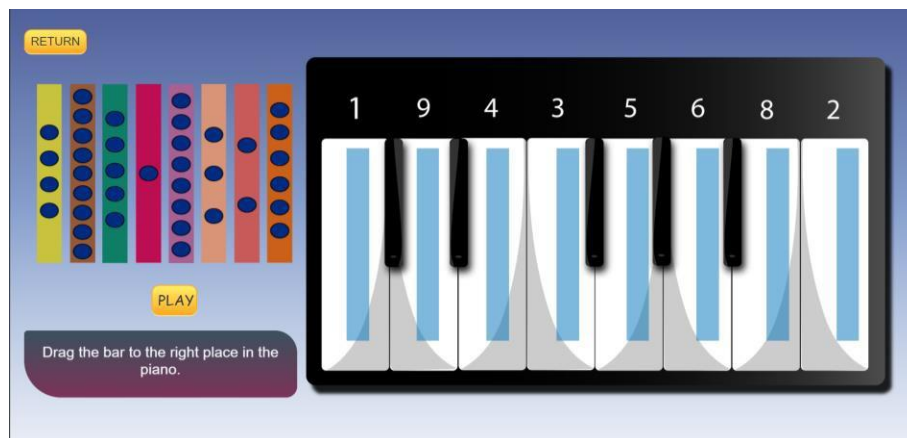 RETURN
1 9 4 3 5 6 8 2
PLAY
Drag the bar to the right place in the
piano.